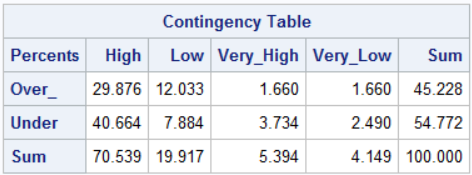 Contingency Table
Percents High Low Very_High Very_Low Sum
Over_ 29.876 12.033 1.660 1.660 45.228
Under 40.664 7.884 3.734 2.490 54.772
Sum 70.539 19.917 5.394 4.149 100.000